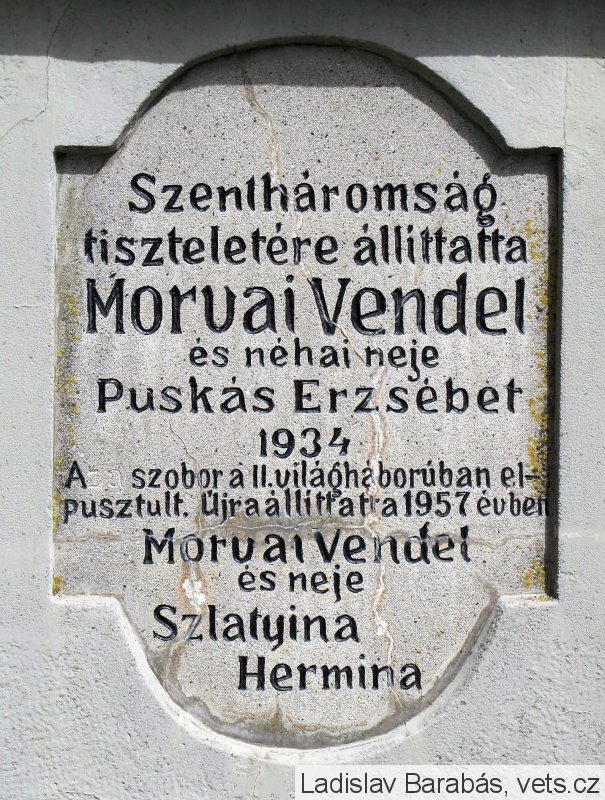 Szentháromság
tiszteletére állíttatta
Morvai Vendel
és néhai neje
Puskás Erzsébet
1934
A szobor a II. világháborúban el-
pusztult. Újra állíttatta 1957 évben
Morvai Vendel
és neje
Szlatyina
Hermina
Ladislav Barabás, vets.cz